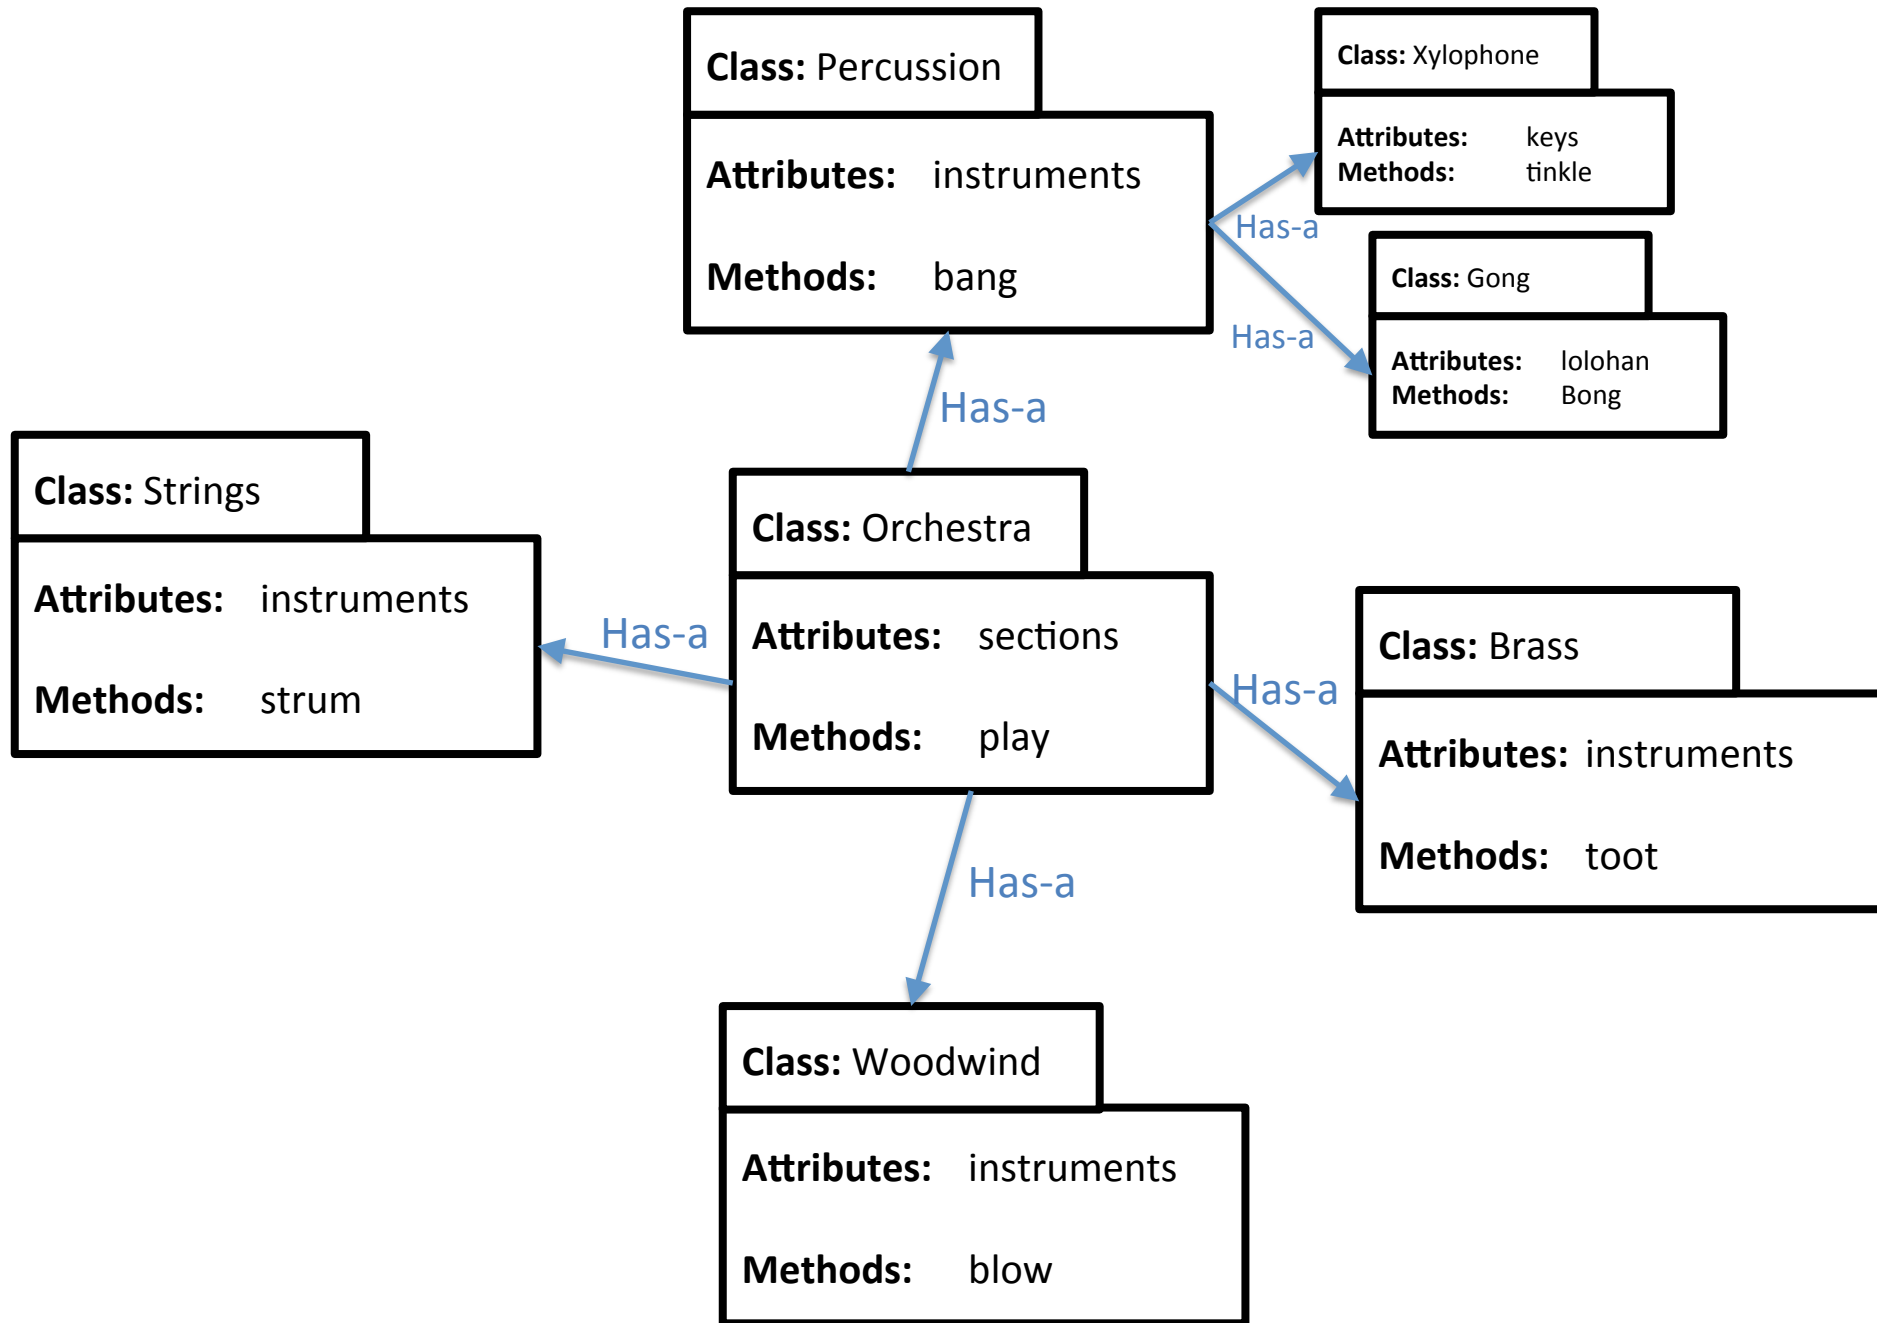 Class: Percussion
Attributes: instruments
Methods: bang
Class: Xylophone
Attributes: keys
Methods: tinkle
Has-a
Class: Gong
Has-a
Attributes: lolohan
Methods: Bong
Has-a
Class: Strings
Attributes: instruments
Methods: strum
Has-a
Class: Orchestra
Attributes: sections
Methods: play
Has-a
Class: Brass
Attributes: instruments
Methods: toot
Has-a
Class: Woodwind
Attributes: instruments
Methods: blow